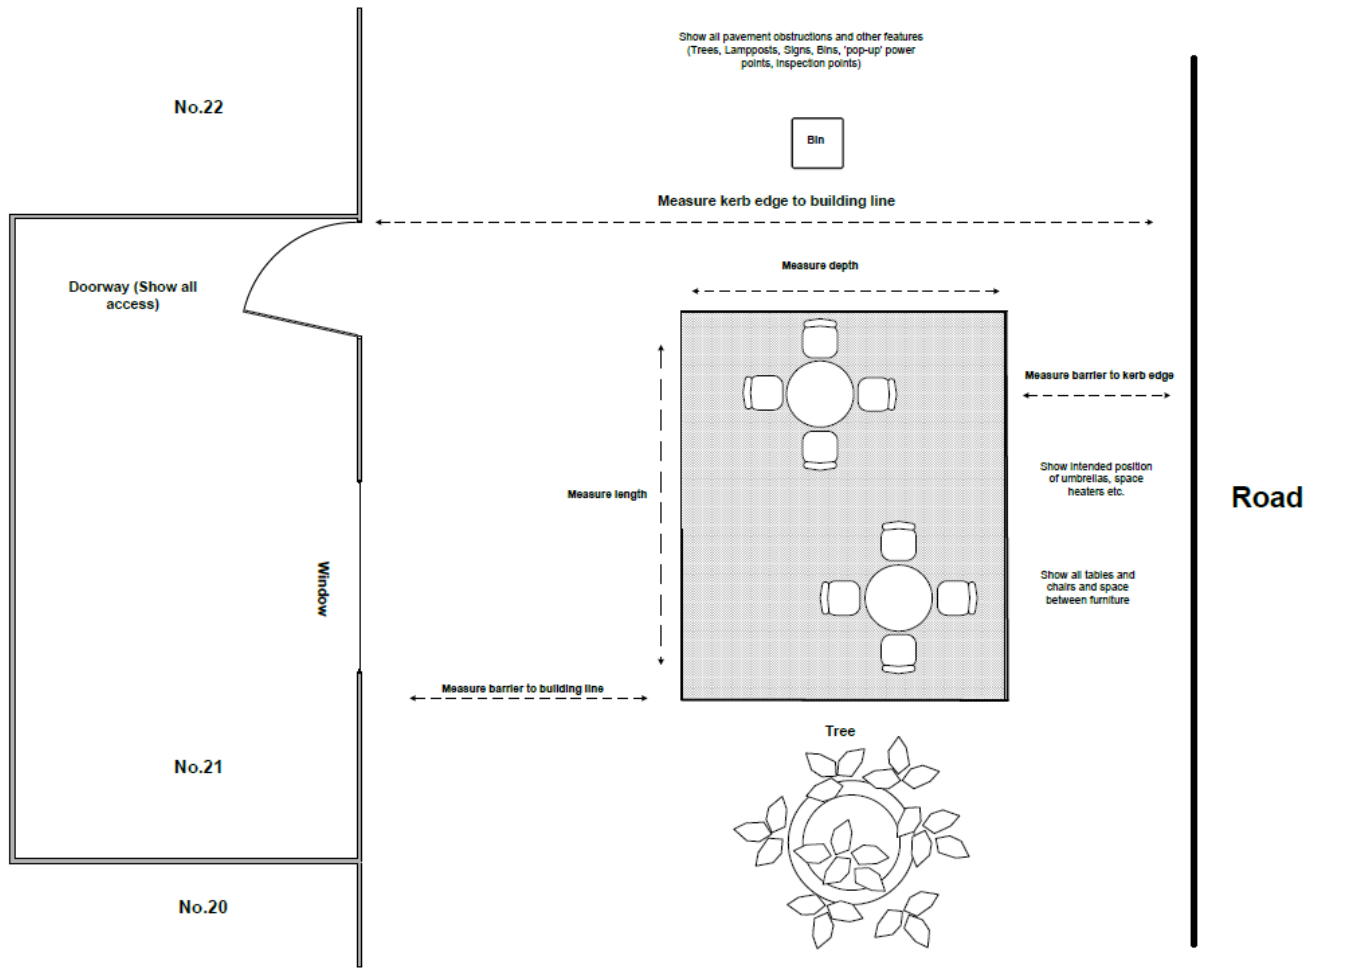 Show all pavement obstructions and other features
(Trees, Lampposts, Signs, Bins, 'pop-up' power
points, inspection points)
No.22
Bin
Measure kerb edge to building line
Measure depth
Doorway (Show all
access)
Measure barrier to kerb edge
Show intended position
of umbrellas, space
heaters etc.
Measure length
Road
Window
Show all tables and
chairs and space
between furniture
Measure barrier to building line
Tree
No.21
No.20